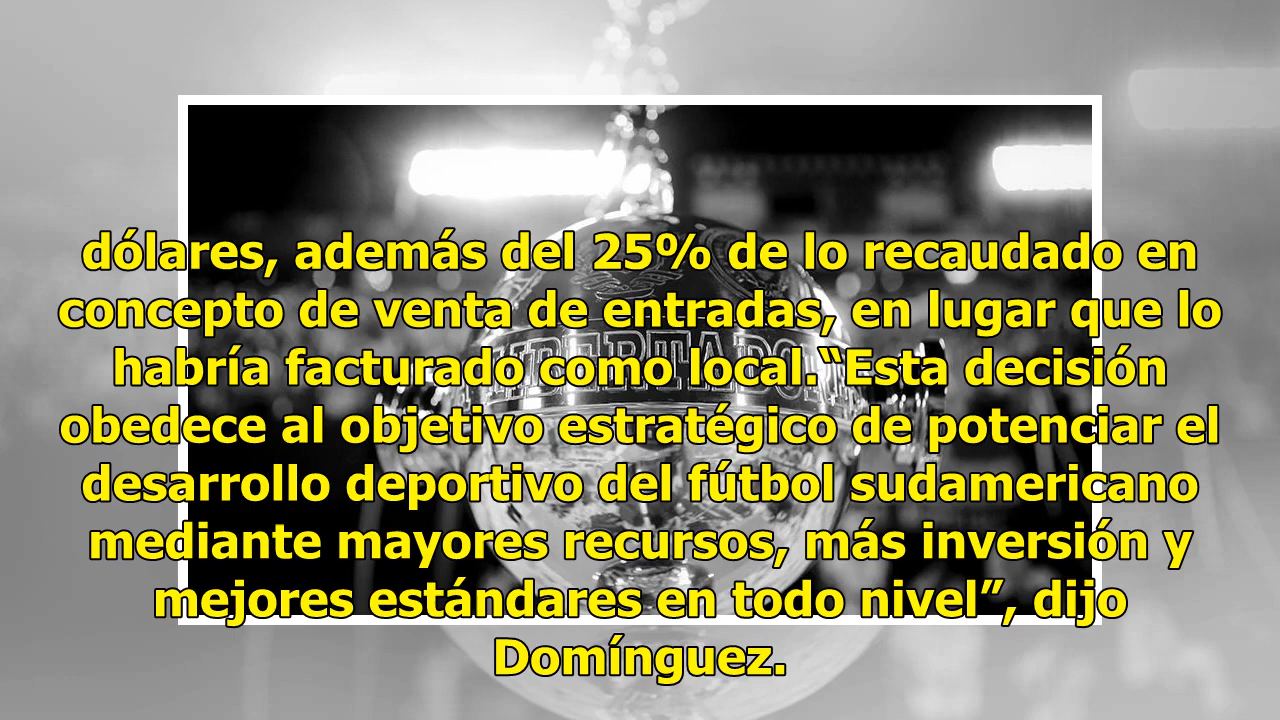 dólares, además del 25% de lo recaudado en
concepto de venta de entradas, en lugar que lo
habría facturado como local.“Esta decisión
obedece al objetivo estratégico de potenciar el
desarrollo deportivo del fútbol sudamericano
mediante mayores recursos, más inversión y
mejores estándares en todo nivel”, dijo
Domínguez.